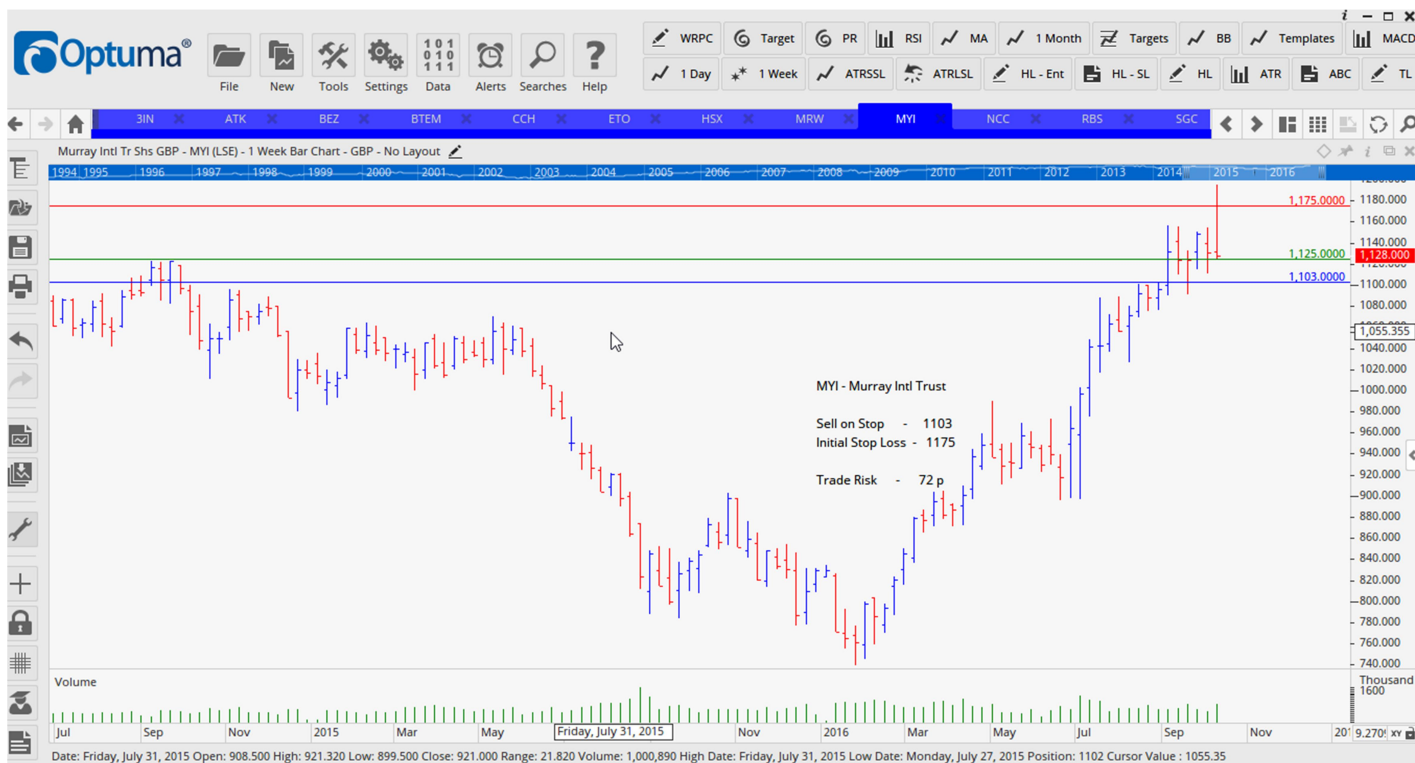 i
Optuma®
File
New
Tools
Settings
Data
Alerts
Searches
Help
WRPC
Target
PR
RSI
MA
1 Month
Targets
BB
Templates
MACD
1 Day
1 Week
ATRSSL
ATRLSL
HL - Ent
HL - SL
HL
ATR
ABC
TL
3IN
ATK
BEZ
BTEM
CCH
ETO
HSX
MRW
MYI
NCC
RBS
SGC
Murray Intl Tr Shs GBP - MYI (LSE) - 1 Week Bar Chart - GBP - No Layout
1994 1995 1996 1997 1998 1999 2000 2001 2002 2003 2004 2005 2006 2007 2008 2009 2010 2011 2012 2013 2014 2015 2016
1,175.0000
1180.000
1160.000
1140.000
1,125.0000
1,128.000
1,103.0000
1100.000
1080.000
1,055.355
1040.000
1020.000
1000.000
980.000
960.000
940.000
920.000
900.000
880.000
860.000
840.000
820.000
800.000
780.000
760.000
740.000
MYI - Murray Intl Trust
Sell on Stop - 1103
Initial Stop Loss - 1175
Trade Risk - 72 p
Volume
Thousand
1600
Jul Sep Nov 2015 Mar May Friday, July 31, 2015 Nov 2016 Mar May Jul Sep Nov
XY
Date: Friday, July 31, 2015 Open: 908.500 High: 921.320 Low: 899.500 Close: 921.000 Range: 21.820 Volume: 1,000,890 High Date: Friday, July 31, 2015 Low Date: Monday, July 27, 2015 Position: 1102 Cursor Value : 1055.35